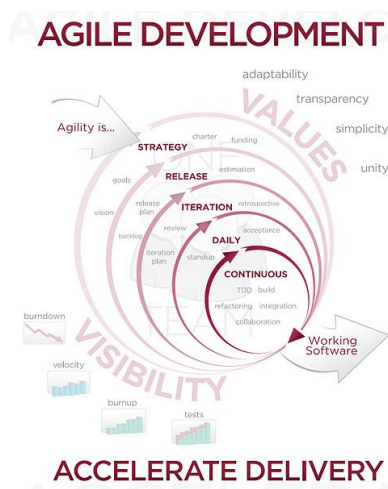 AGILE DEVELOPMENT
adaptability
transparency
simplicity
unity
VALUES
Agility is...
STRATEGY
charter
funding
goals
vision
RELEASE
estimation
release
plan
backlog
ITERATION
retrospective
review
iteration
plan
DAILY
acceptance
standup
CONTINUOUS
TDD
build
refactoring
integration
collaboration
ONE
TEAM
Working
Software
VISIBILITY
burndown
velocity
burnup
tests
ACCELERATE DELIVERY